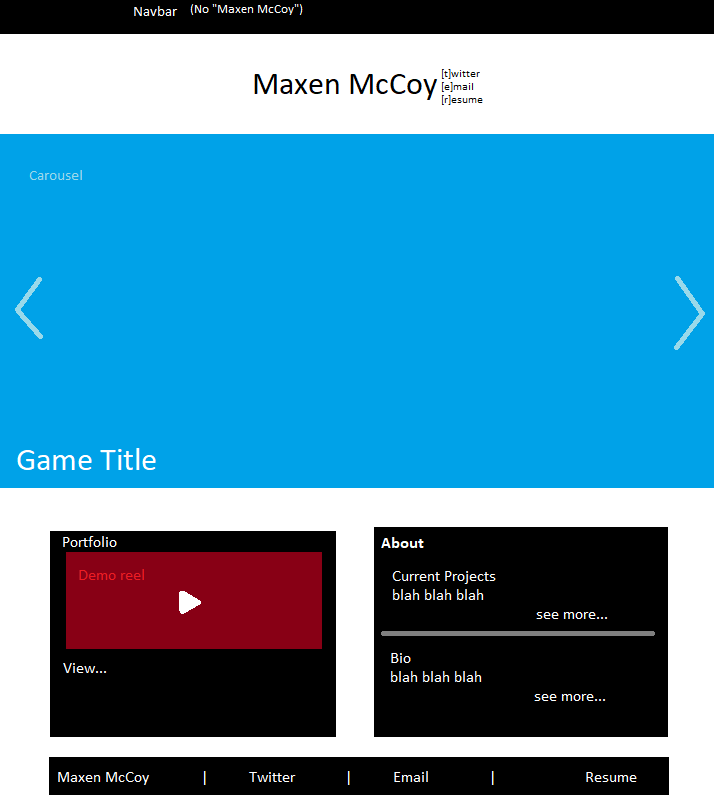 Navbar (No "Maxen McCoy")
Maxen McCoy
[t]witter
[e]mail
[r]esume
Carousel
Game Title
Portfolio
Demo reel
View...
About
Current Projects
blah blah blah
see more...
Bio
blah blah blah
see more...
Maxen McCoy | Twitter | Email | Resume